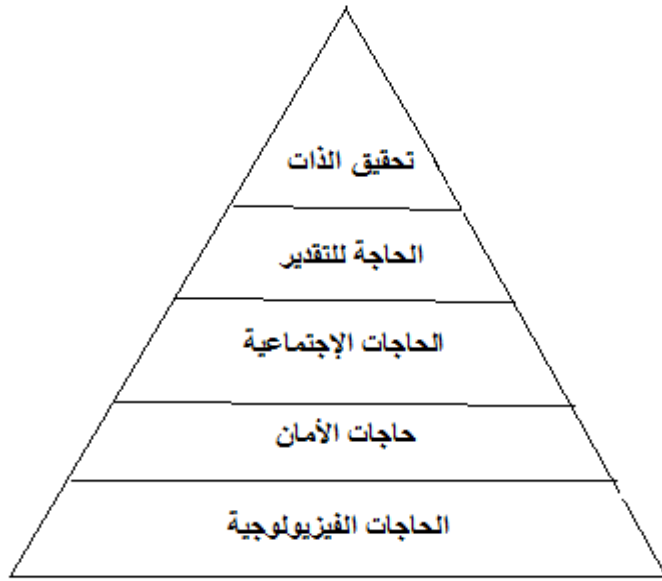 تحقيق الذات
الحاجة للتقدير
الحاجات الإجتماعية
حاجات الأمان
الحاجات الفيزيولوجية